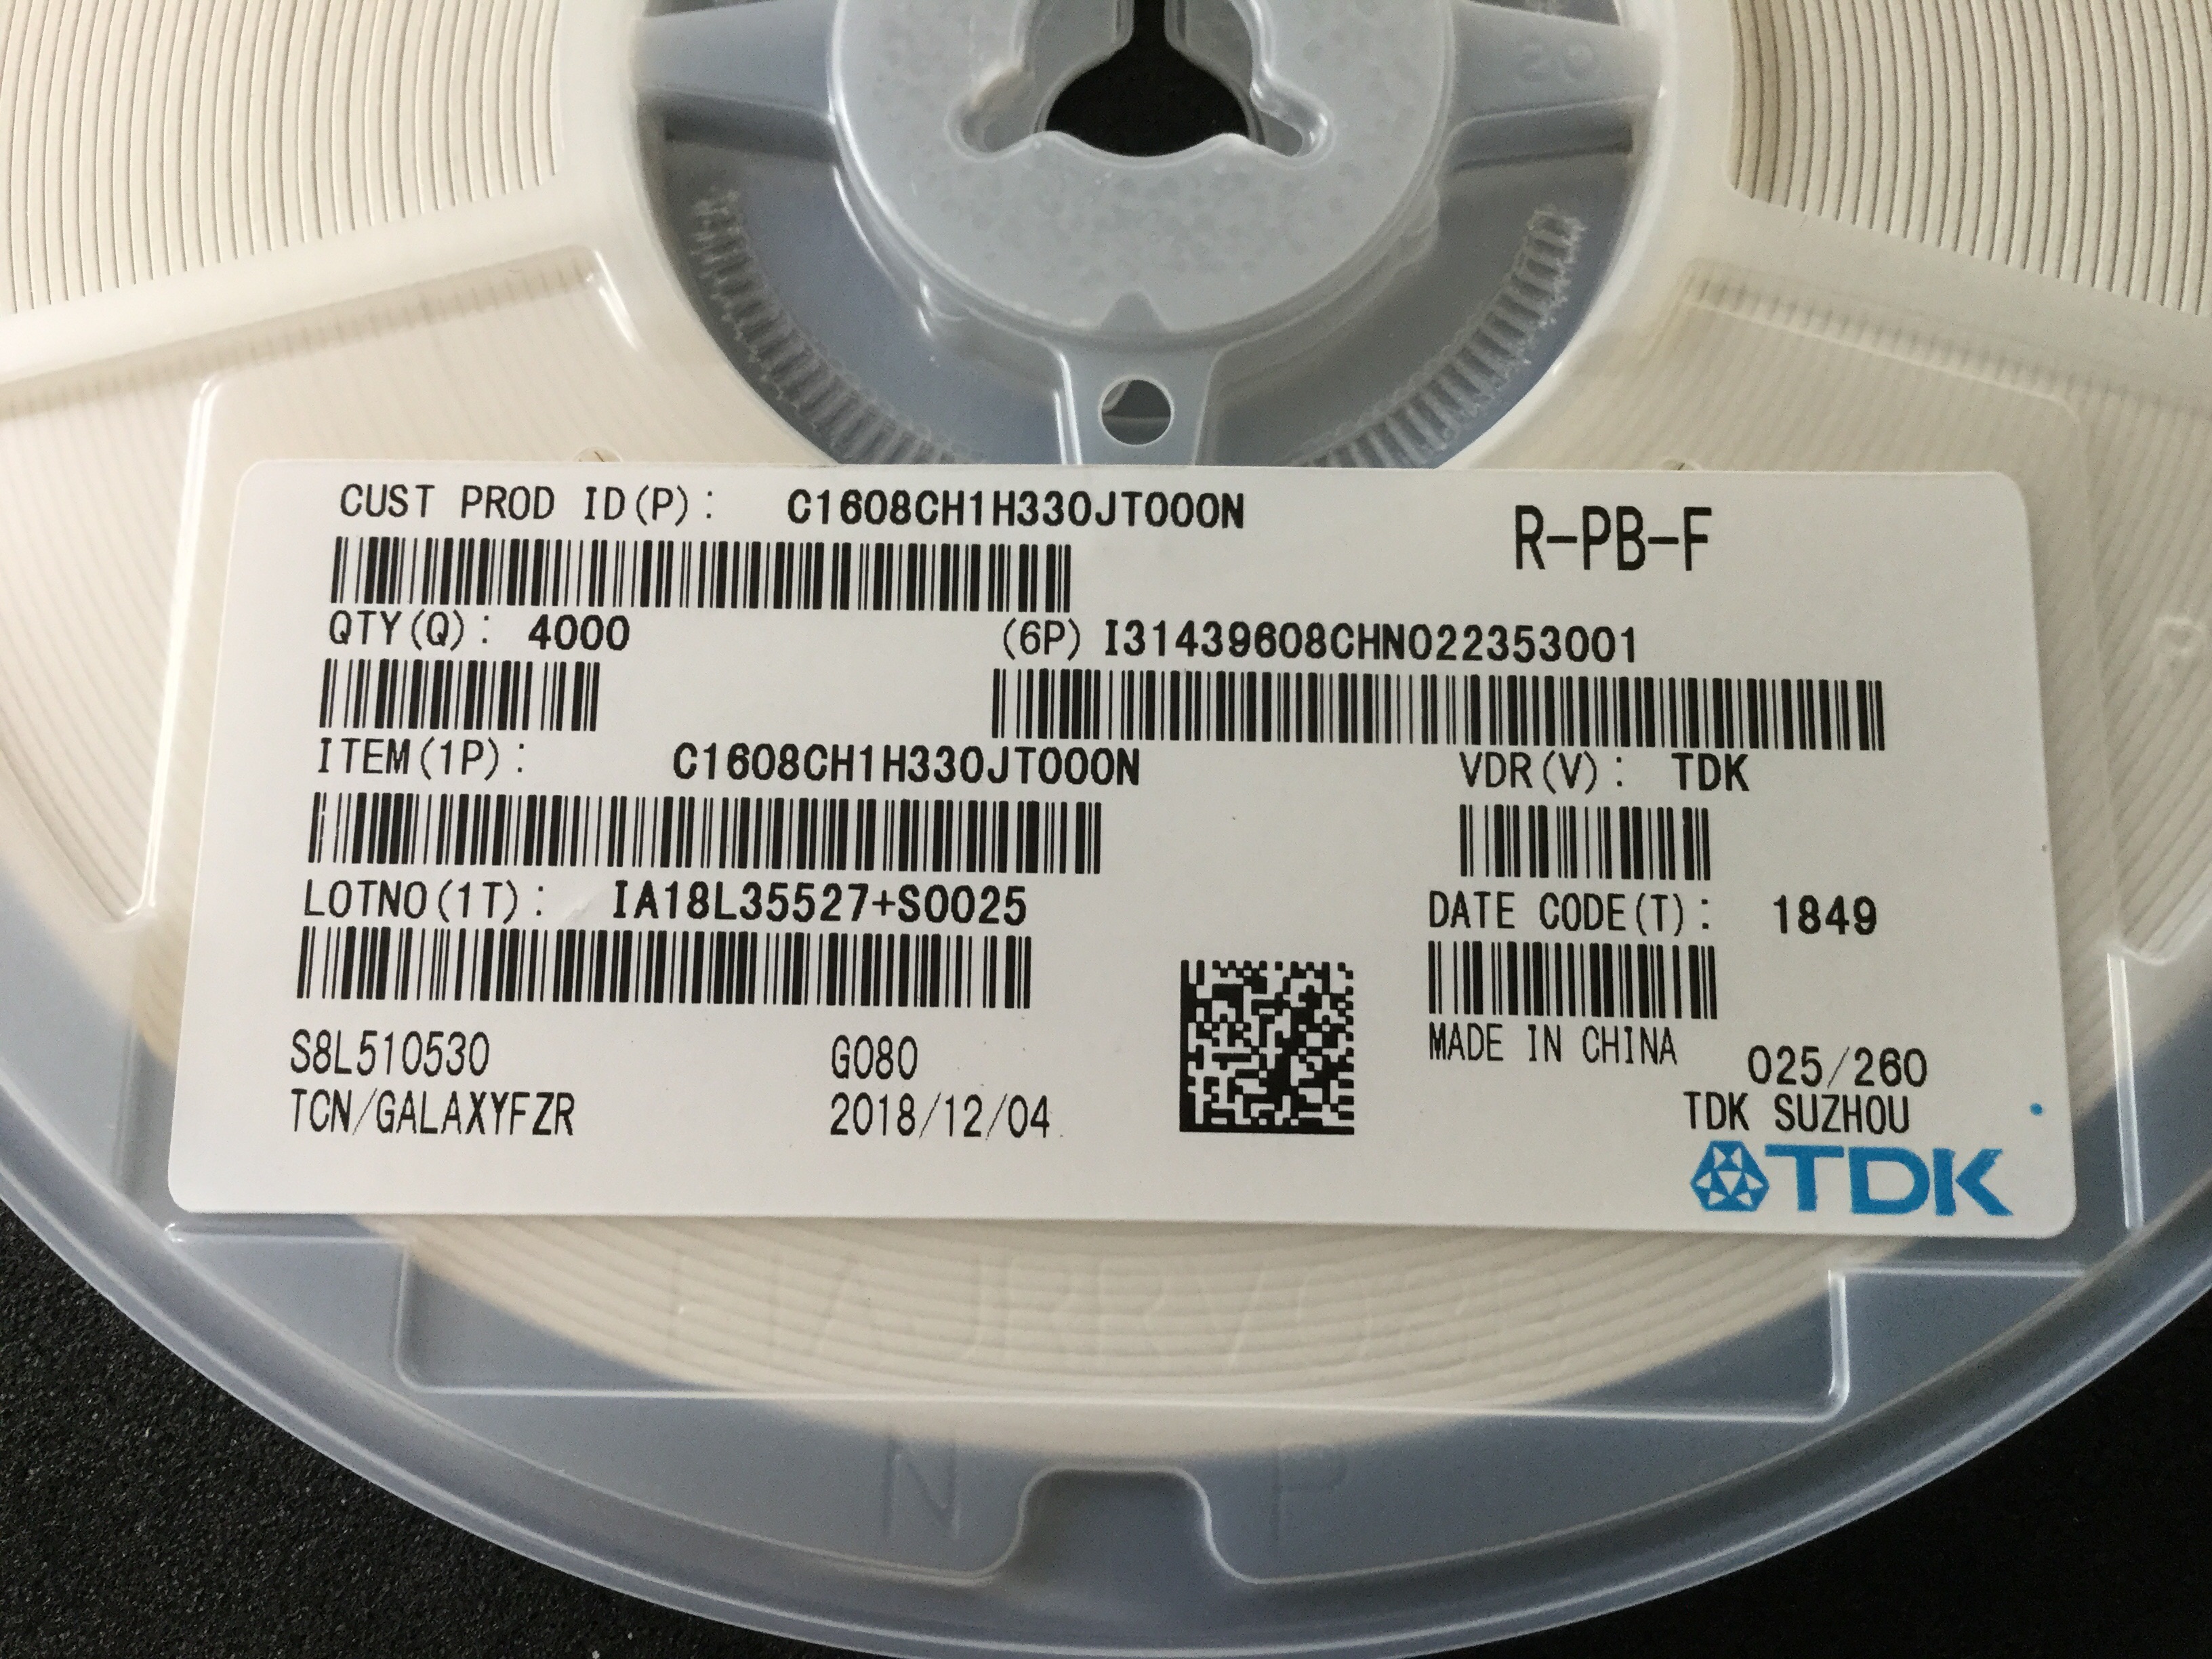 20
CUST PROD ID(P): C1608CH1H330JT000N
R-PB-F
QTY(Q): 4000
(6P) I31439608CHN022353001
ITEM(1P): C1608CH1H330JT000N
VDR(V): TDK
LOTNO(1T): IA18L35527+S0025
DATE CODE(T): 1849
MADE IN CHINA
S8L510530 G080
025/260
TCN/GALAXYFZR 2018/12/04
TDK SUZHOU
TDK
N P